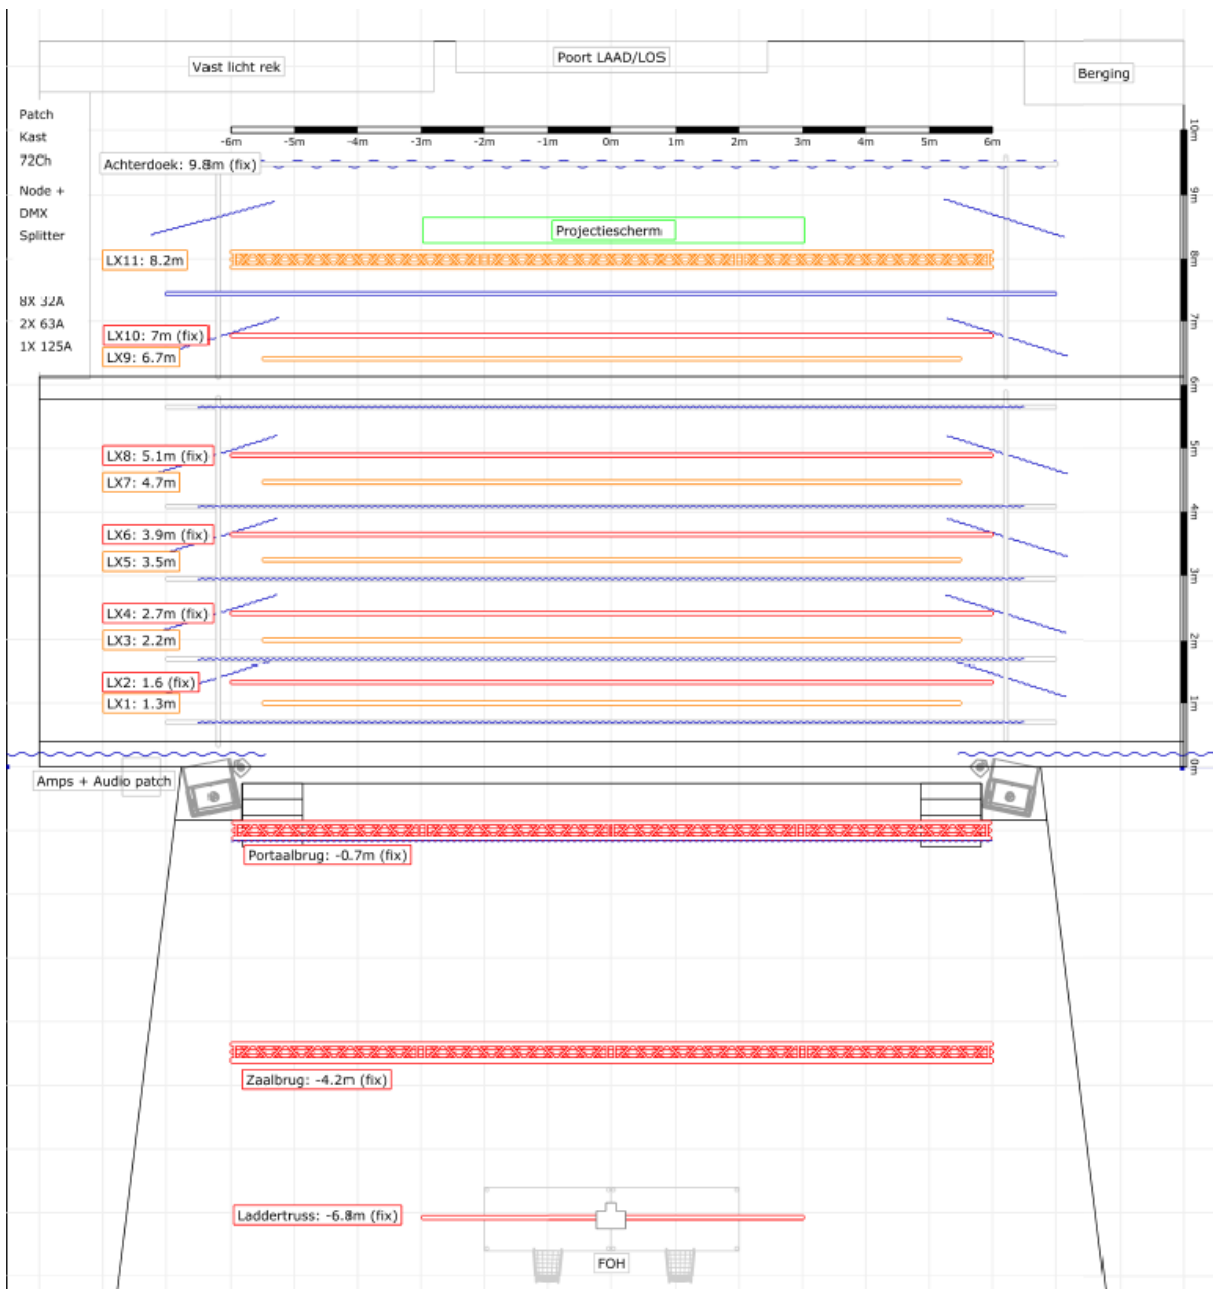 Poort LAAD/LOS
Vast licht rek
Berging
Patch
Kast
72Ch
Node +
DMX
Splitter
8X 32A
2X 63A
1X 125A
-6m -5m -4m -3m -2m -1m 0m 1m 2m 3m 4m 5m 6m
10m
9m
8m
7m
6m
5m
4m
3m
2m
1m
0m
Achterdoek: 9.8m (fix)
Projectiescherm
LX11: 8.2m
LX10: 7m (fix)
LX9: 6.7m
LX8: 5.1m (fix)
LX7: 4.7m
LX6: 3.9m (fix)
LX5: 3.5m
LX4: 2.7m (fix)
LX3: 2.2m
LX2: 1.6 (fix)
LX1: 1.3m
Amps + Audio patch
Portaalbrug: -0.7m (fix)
Zaalbrug: -4.2m (fix)
Laddertruss: -6.8m (fix)
FOH